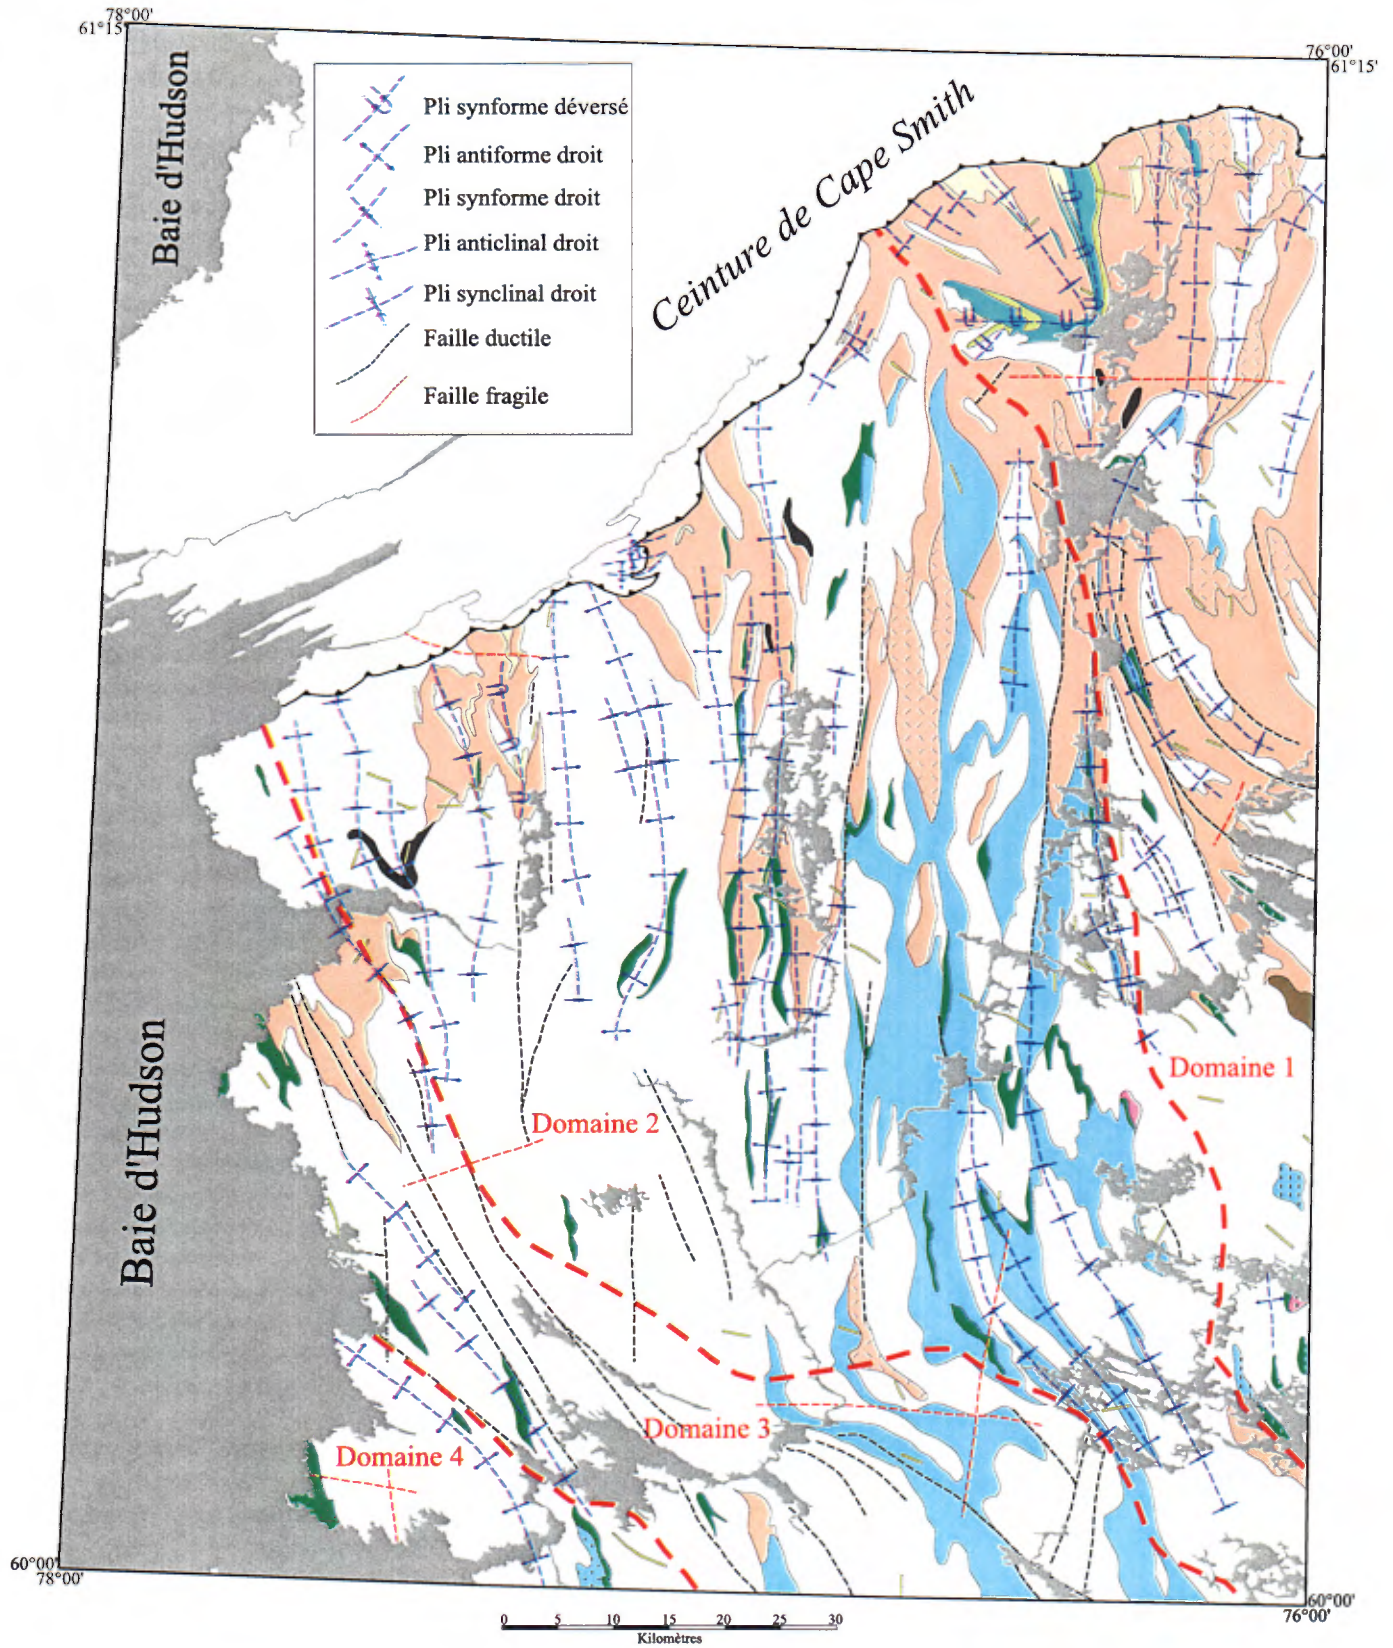 78°00'
61°15'
76°00'
61°15'
Baie d'Hudson
Pli synforme déversé
Pli antiforme droit
Pli synforme droit
Pli anticlinal droit
Pli synclinal droit
Faille ductile
Faille fragile
Ceinture de Cape Smith
Baie d'Hudson
Domaine 1
Domaine 2
Domaine 3
Domaine 4
60°00'
78°00'
60°00'
76°00'
0 5 10 15 20 25 30
Kilomètres